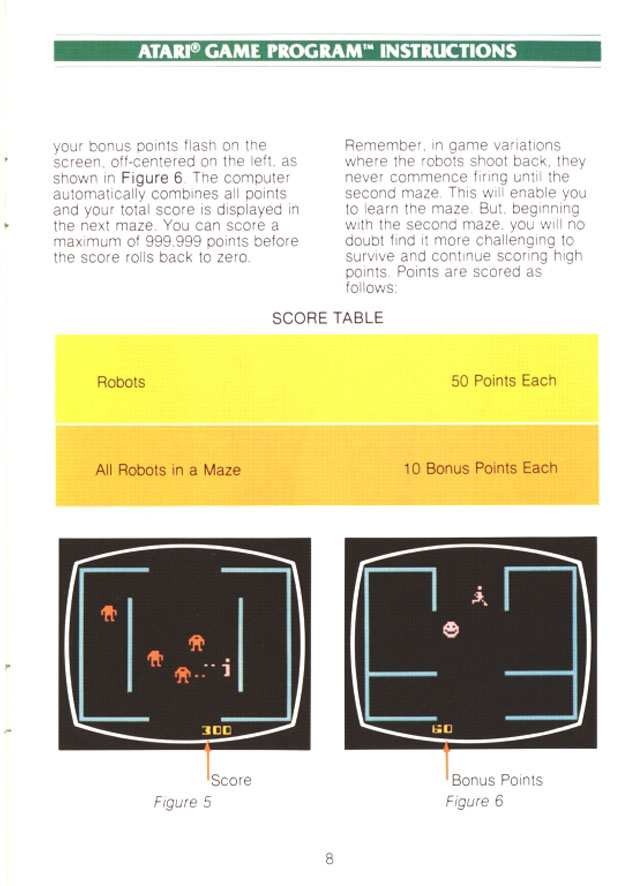 ATARI® GAME PROGRAM™ INSTRUCTIONS
your bonus points flash on the
screen, off-centered on the left, as
shown in Figure 6. The computer
automatically combines all points
and your total score is displayed in
the next maze. You can score a
maximum of 999,999 points before
the score rolls back to zero.
Remember, in game variations
where the robots shoot back, they
never commence firing until the
second maze. This will enable you
to learn the maze. But, beginning
with the second maze, you will no
doubt find it more challenging to
survive and continue scoring high
points. Points are scored as
follows:
SCORE TABLE
Robots 50 Points Each
All Robots in a Maze 10 Bonus Points Each
300
Score
Figure 5
60
Bonus Points
Figure 6
8